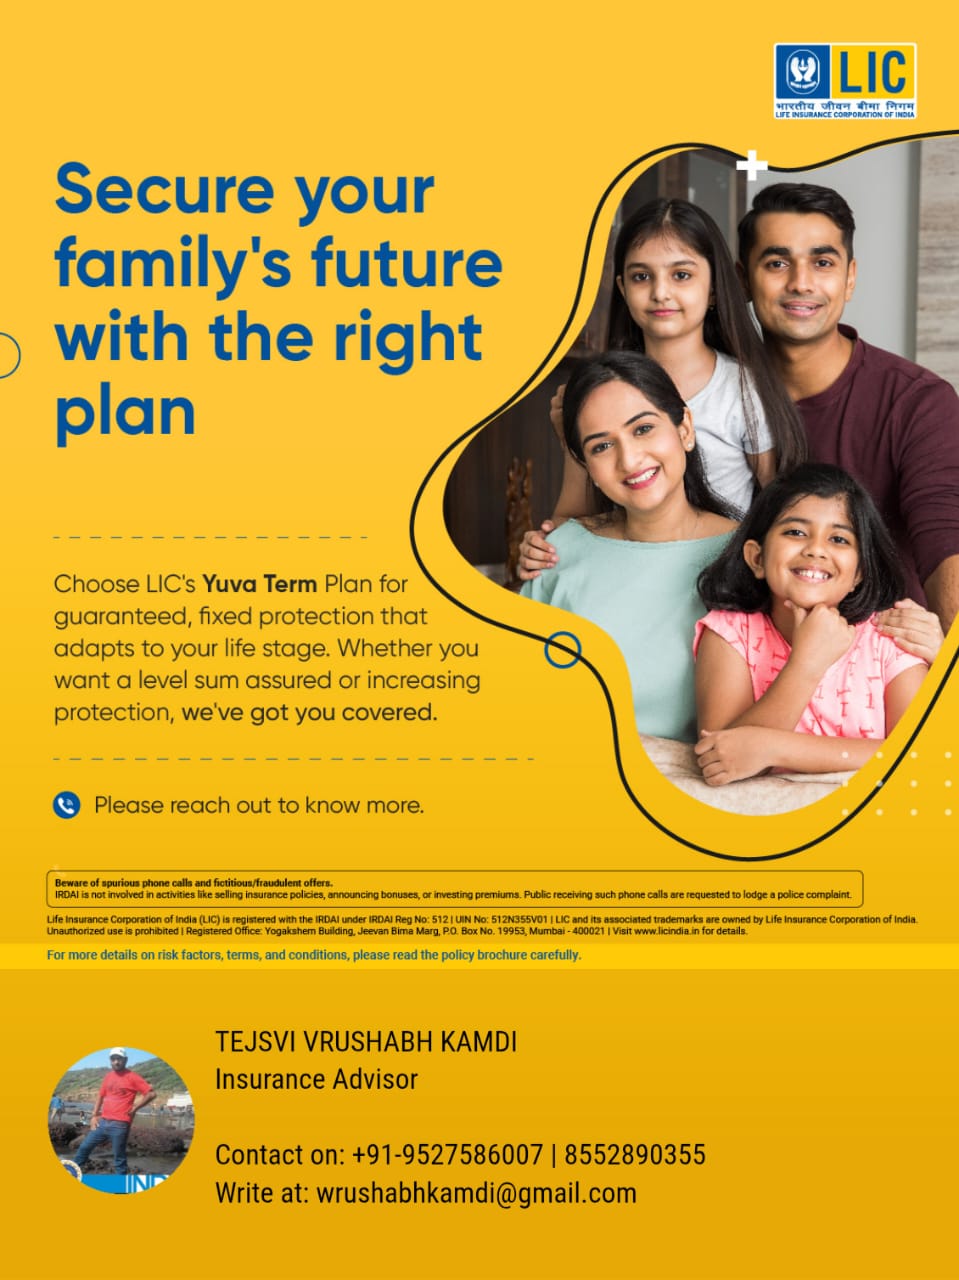 LIC
भारतीय जीवन बीमा निगम
LIFE INSURANCE CORPORATION OF INDIA
Secure your
family's future
with the right
plan
Choose LIC's Yuva Term Plan for
guaranteed, fixed protection that
adapts to your life stage. Whether you
want a level sum assured or increasing
protection, we've got you covered.
Please reach out to know more.
Beware of spurious phone calls and fictitious/fraudulent offers.
IRDAI is not involved in activities like selling insurance policies, announcing bonuses, or investing premiums. Public receiving such phone calls are requested to lodge a police complaint.
Life Insurance Corporation of India (LIC) is registered with the IRDAI under IRDAI Reg No: 512 | UIN No: 512N355V01 | LIC and its associated trademarks are owned by Life Insurance Corporation of India.
Unauthorized use is prohibited | Registered Office: Yogakshem Building, Jeevan Bima Marg, P.O. Box No. 19953, Mumbai - 400021 | Visit www.licindia.in for details.
For more details on risk factors, terms, and conditions, please read the policy brochure carefully.
TEJSVI VRUSHABH KAMDI
Insurance Advisor
Contact on: +91-9527586007 | 8552890355
Write at: wrushabhkamdi@gmail.com